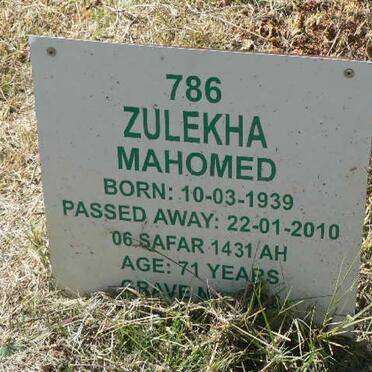 786
ZULEKHA
MAHOMED
BORN: 10-03-1939
PASSED AWAY: 22-01-2010
06 SAFAR 1431 AH
AGE: 71 YEARS
GRAVE